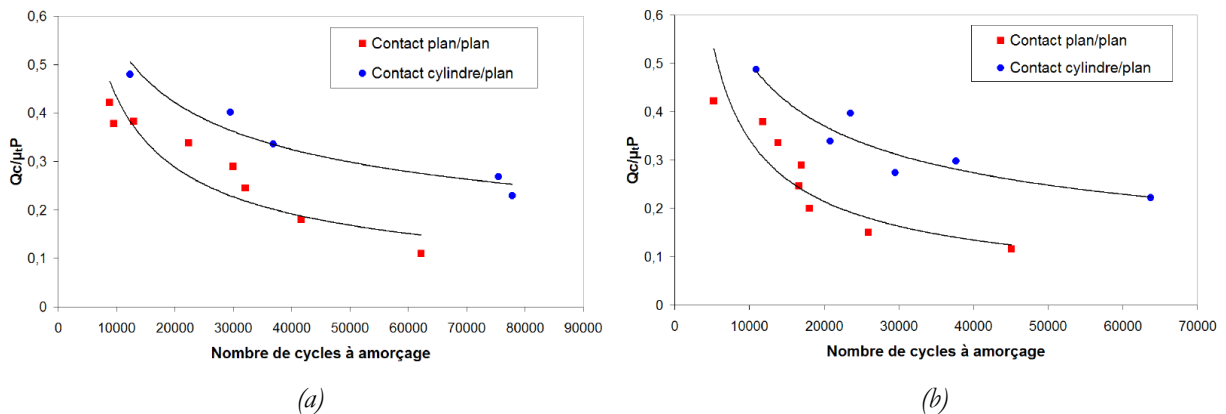 0,6
0,5
0,4
0,3
0,2
0,1
0
Qc/μtP
Contact plan/plan
Contact cylindre/plan
0 10000 20000 30000 40000 50000 60000 70000 80000 90000
Nombre de cycles à amorçage
(a)
0,6
0,5
0,4
0,3
0,2
0,1
0
Qc/μtP
Contact plan/plan
Contact cylindre/plan
0 10000 20000 30000 40000 50000 60000 70000
Nombre de cycles à amorçage
(b)